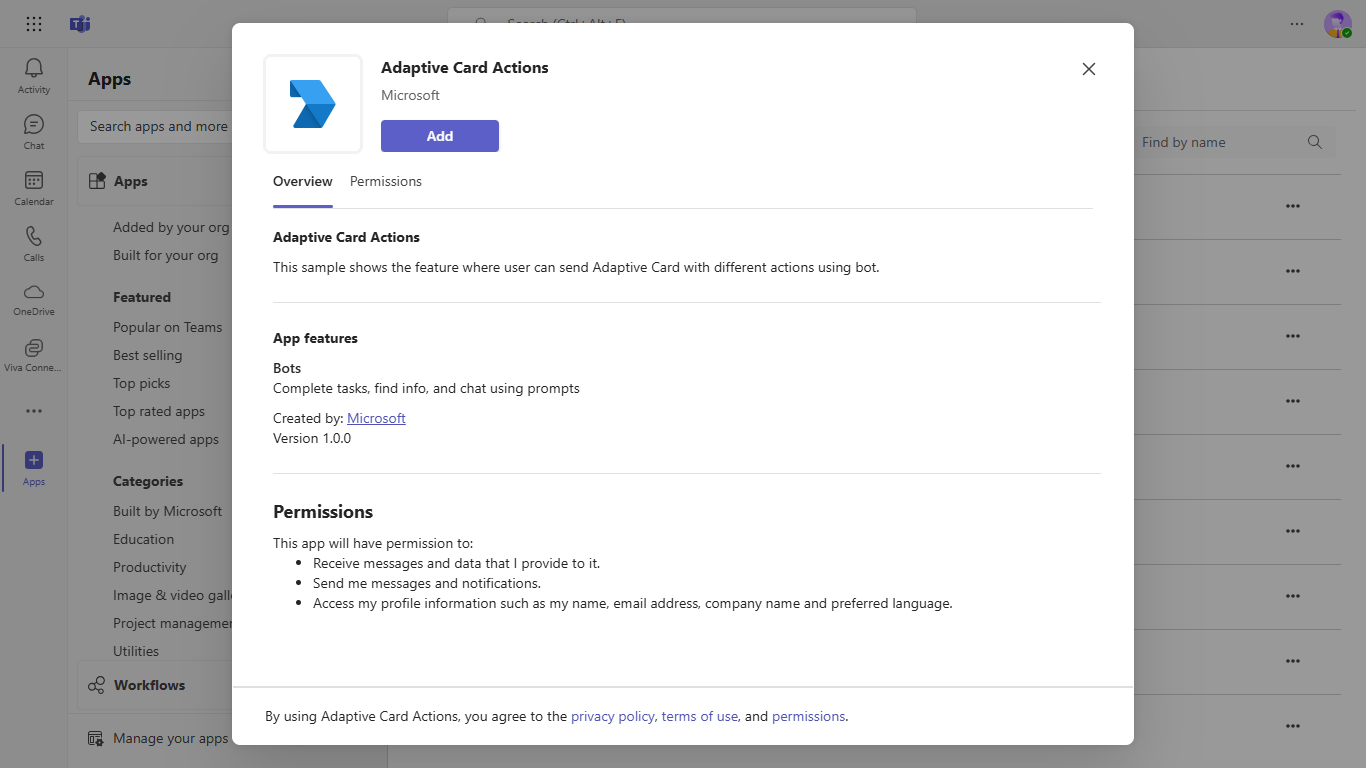 Search (Ctrl+Alt+E)
Activity
Chat
Calendar
Calls
OneDrive
Viva Conne...
Apps
Apps
Search apps and more
Apps
Added by your org
Built for your org
Featured
Popular on Teams
Best selling
Top picks
Top rated apps
AI-powered apps
Categories
Built by Microsoft
Education
Productivity
Image & video galle
Project managemen
Utilities
Workflows
Manage your apps
Adaptive Card Actions
Microsoft
Add
Overview Permissions
Adaptive Card Actions
This sample shows the feature where user can send Adaptive Card with different actions using bot.
App features
Bots
Complete tasks, find info, and chat using prompts
Created by: Microsoft
Version 1.0.0
Permissions
This app will have permission to:
• Receive messages and data that I provide to it.
• Send me messages and notifications.
• Access my profile information such as my name, email address, company name and preferred language.
By using Adaptive Card Actions, you agree to the privacy policy, terms of use, and permissions.
Find by name